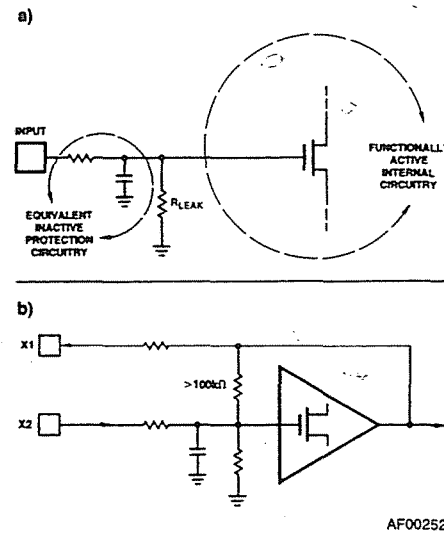 a)
INPUT
FUNCTIONALLY
ACTIVE
INTERNAL
CIRCUITRY
EQUIVALENT
INACTIVE
PROTECTION
CIRCUITRY
RLEAK
b)
X1
>100kΩ
X2
AF00252